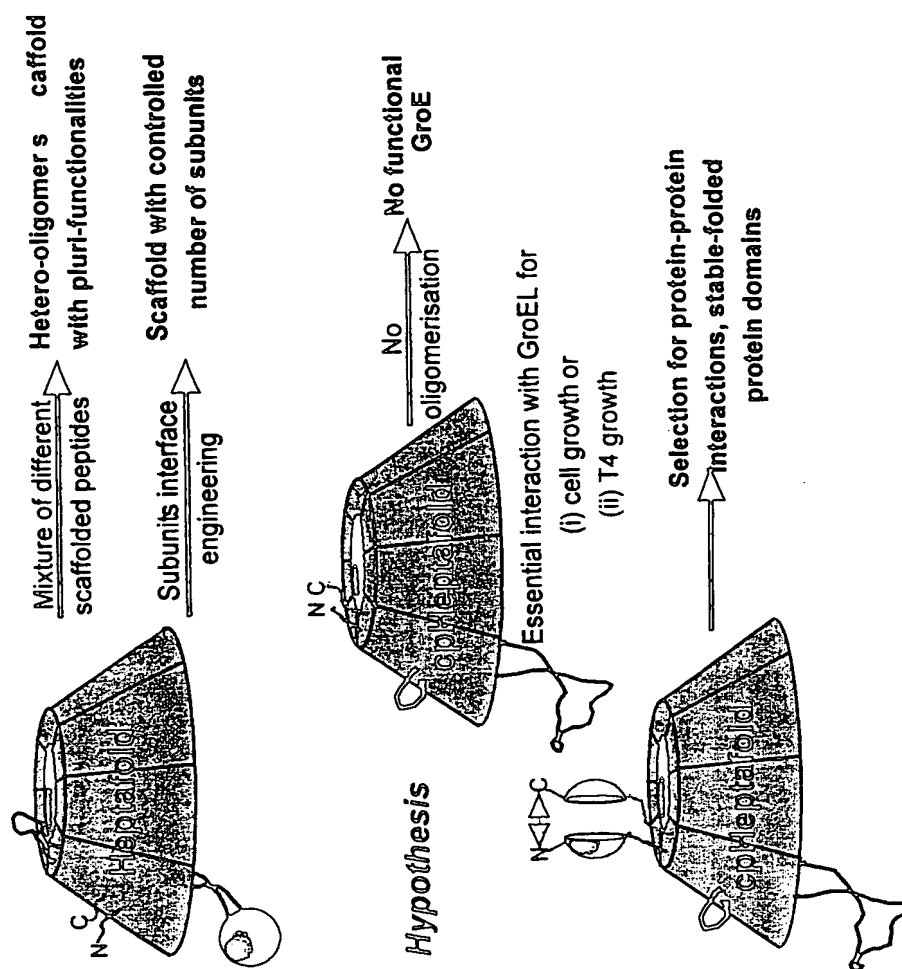 Mixture of different
scaffolded peptides
Hetero-oligomer s caffold
with pluri-functionalities
Subunits interface
engineering
Scaffold with controlled
number of subunits
Heptafold
N
C
Hypothesis
N C
cpHeptafold
No
oligomerisation
No functional
GroE
Essential interaction with GroEL for
(i) cell growth or
(ii) T4 growth
N
C
cpHeptafold
Selection for protein-protein
Interactions, stable-folded
protein domains